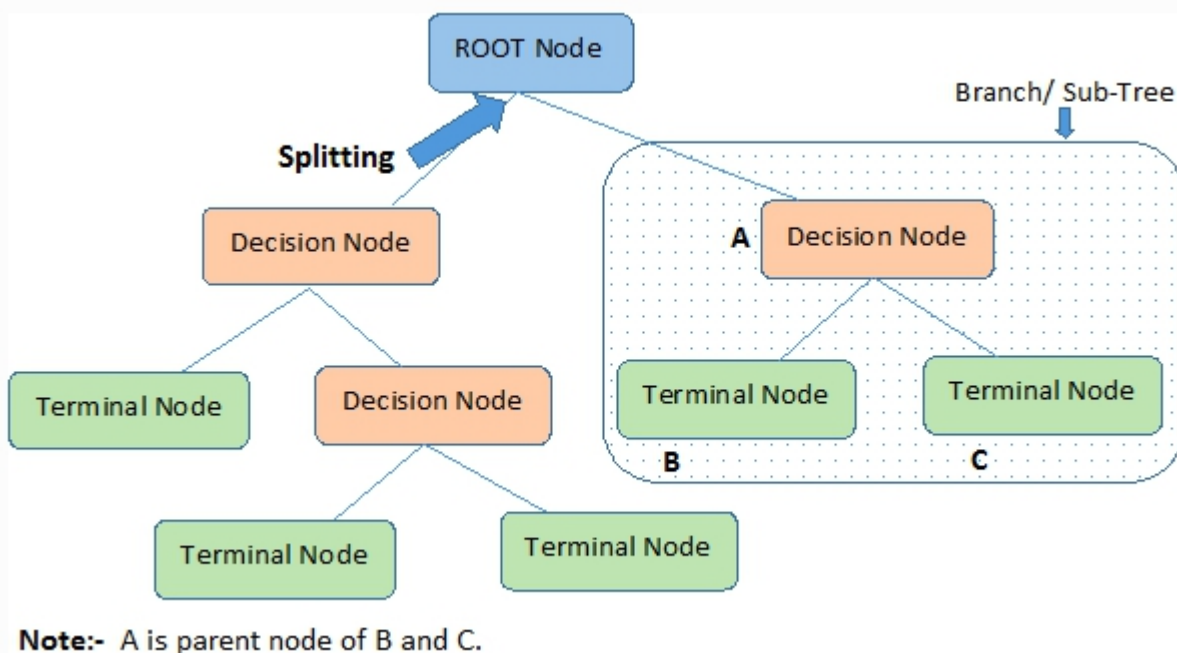 ROOT Node
Branch/ Sub-Tree
Splitting
Decision Node
A
Decision Node
Terminal Node
Decision Node
Terminal Node
Terminal Node
B
C
Terminal Node
Terminal Node
Note:- A is parent node of B and C.